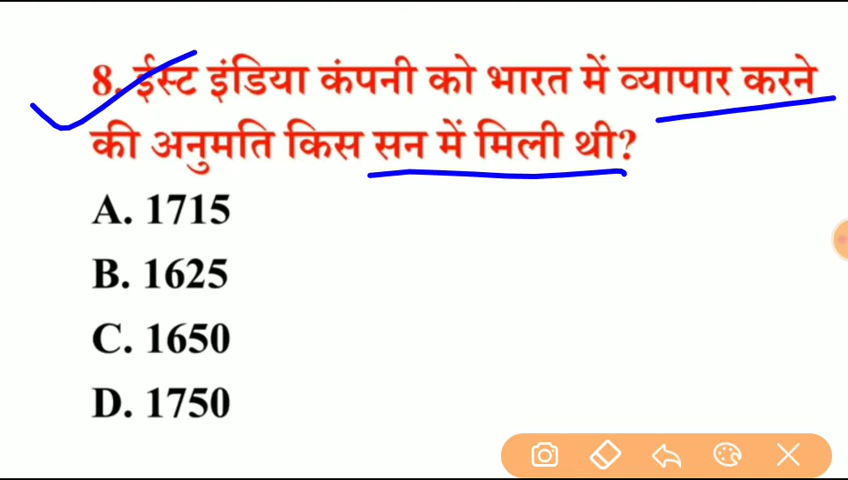 8. ईस्ट इंडिया कंपनी को भारत में व्यापार करने
की अनुमति किस सन में मिली थी?
A. 1715
B. 1625
C. 1650
D. 1750